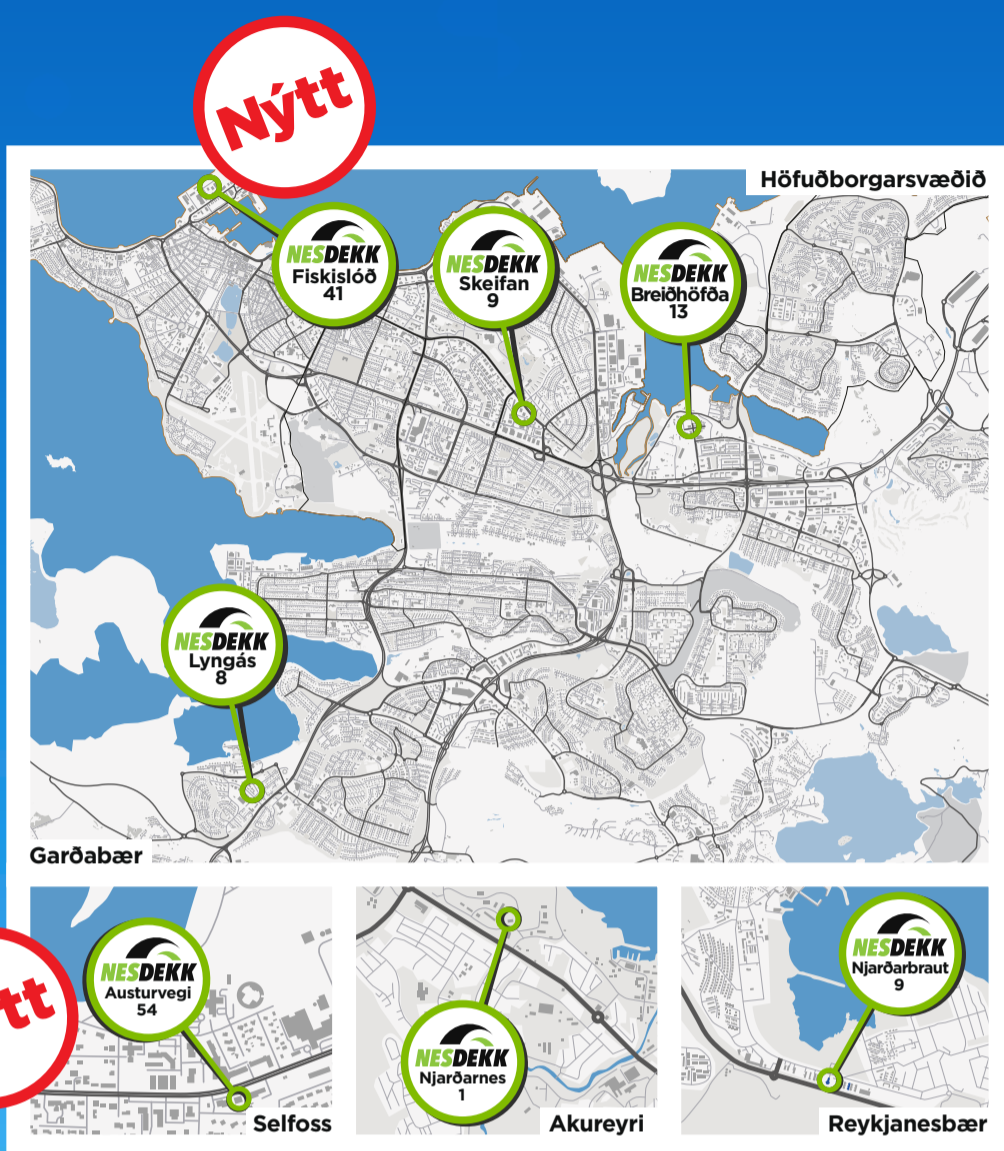 Nýtt
Höfuðborgarsvæðið
NESDEKK
Fiskislóð
41
NESDEKK
Skeifan
9
NESDEKK
Breiðhöfða
13
NESDEKK
Lyngás
8
Garðabær
NESDEKK
Austurvegi
54
tt
Selfoss
NESDEKK
Njarðarnes
1
Akureyri
NESDEKK
Njarðarbraut
9
Reykjanesbær